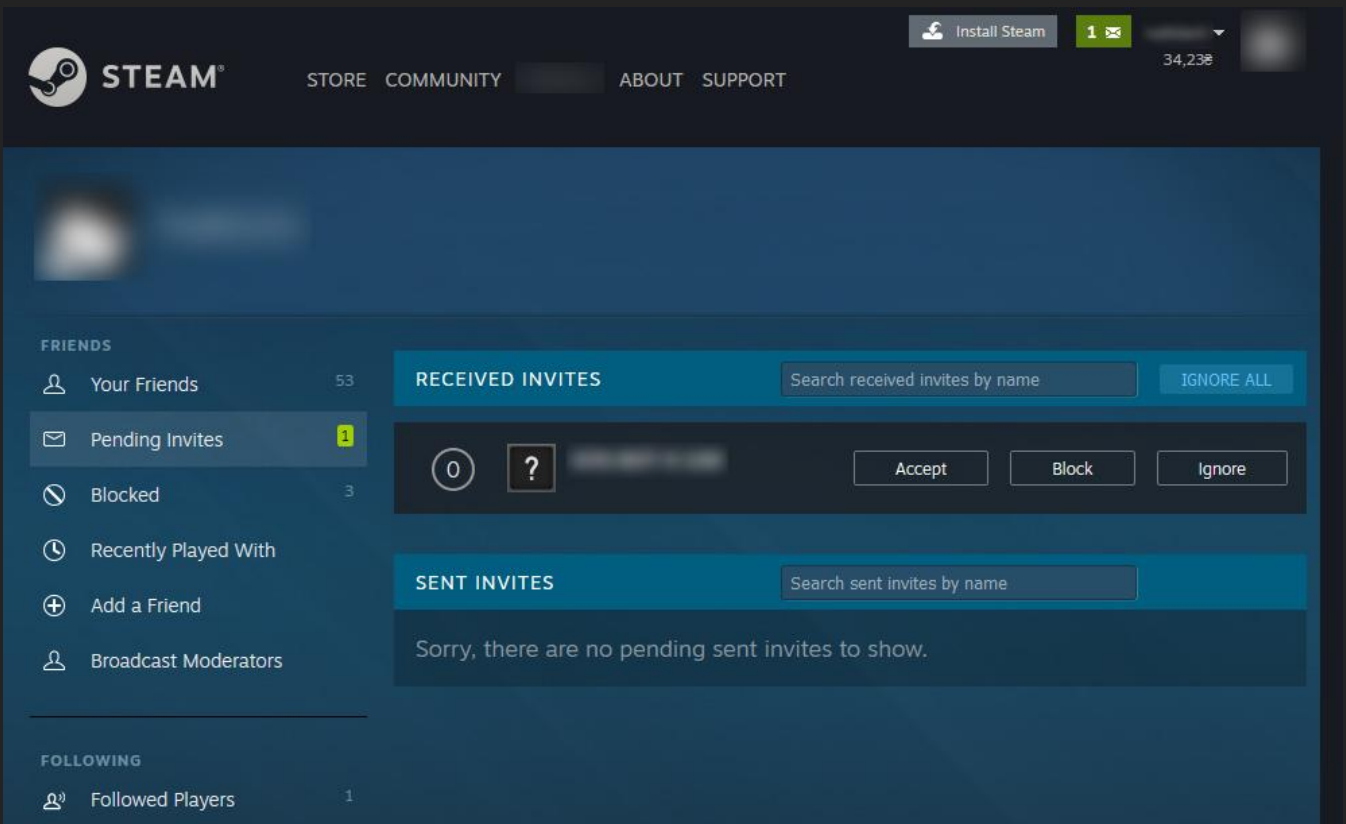 Install Steam
1
34,23₴
STEAM®
STORE COMMUNITY ABOUT SUPPORT
FRIENDS
Your Friends 53
Pending Invites 1
Blocked 3
Recently Played With
Add a Friend
Broadcast Moderators
FOLLOWING
Followed Players 1
RECEIVED INVITES
Search received invites by name
IGNORE ALL
0
?
Accept
Block
Ignore
SENT INVITES
Search sent invites by name
Sorry, there are no pending sent invites to show.